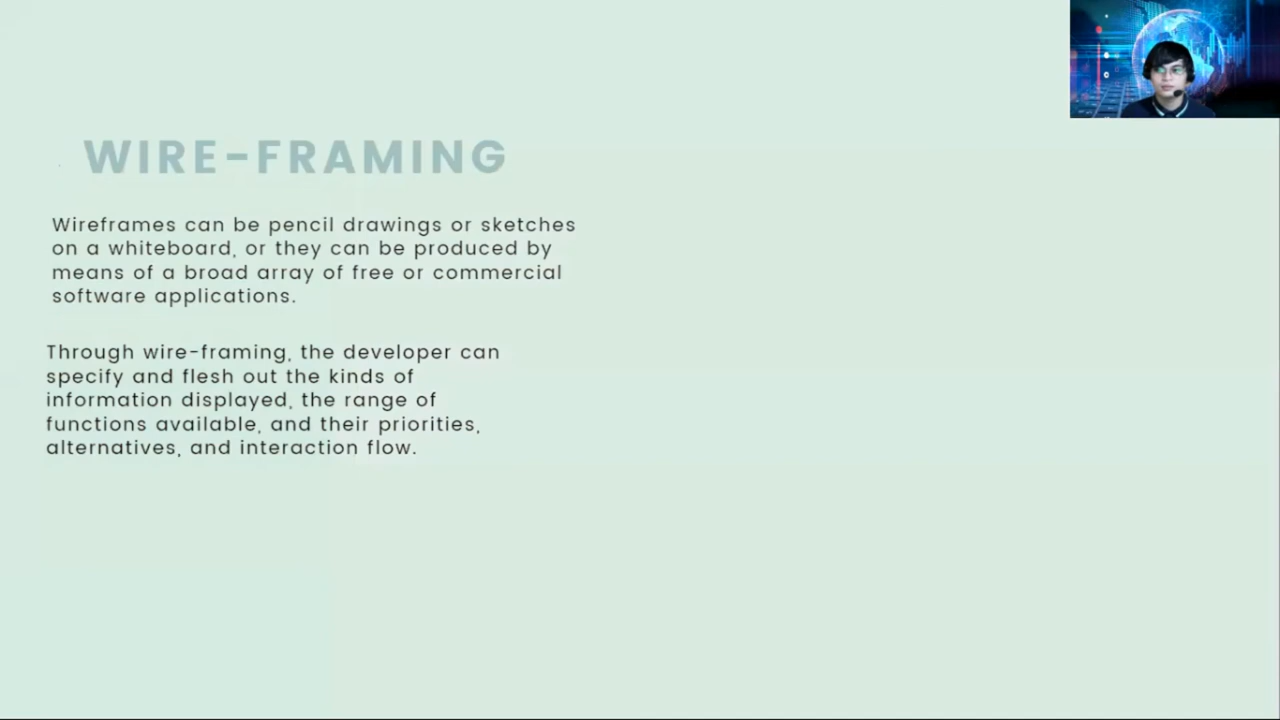 WIRE-FRAMING
Wireframes can be pencil drawings or sketches
on a whiteboard, or they can be produced by
means of a broad array of free or commercial
software applications.
Through wire-framing, the developer can
specify and flesh out the kinds of
information displayed, the range of
functions available, and their priorities,
alternatives, and interaction flow.